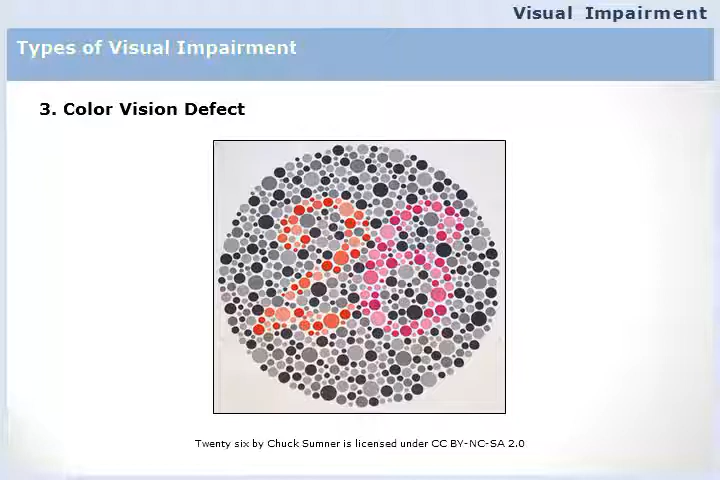 Visual Impairment
Types of Visual Impairment
3. Color Vision Defect
26
Twenty six by Chuck Sumner is licensed under CC BY-NC-SA 2.0